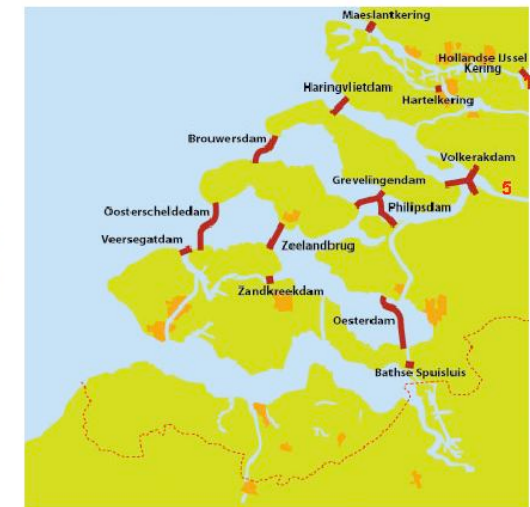 Maeslantkering
Hollandse IJssel
Kering
Haringvlietdam
Hartelkering
Brouwersdam
Volkerakdam
Grevelingendam
5
Philipsdam
Oosterscheldedam
Veersegatdam
Zeelandbrug
Zandkreekdam
Oesterdam
Bathse Spuisluis